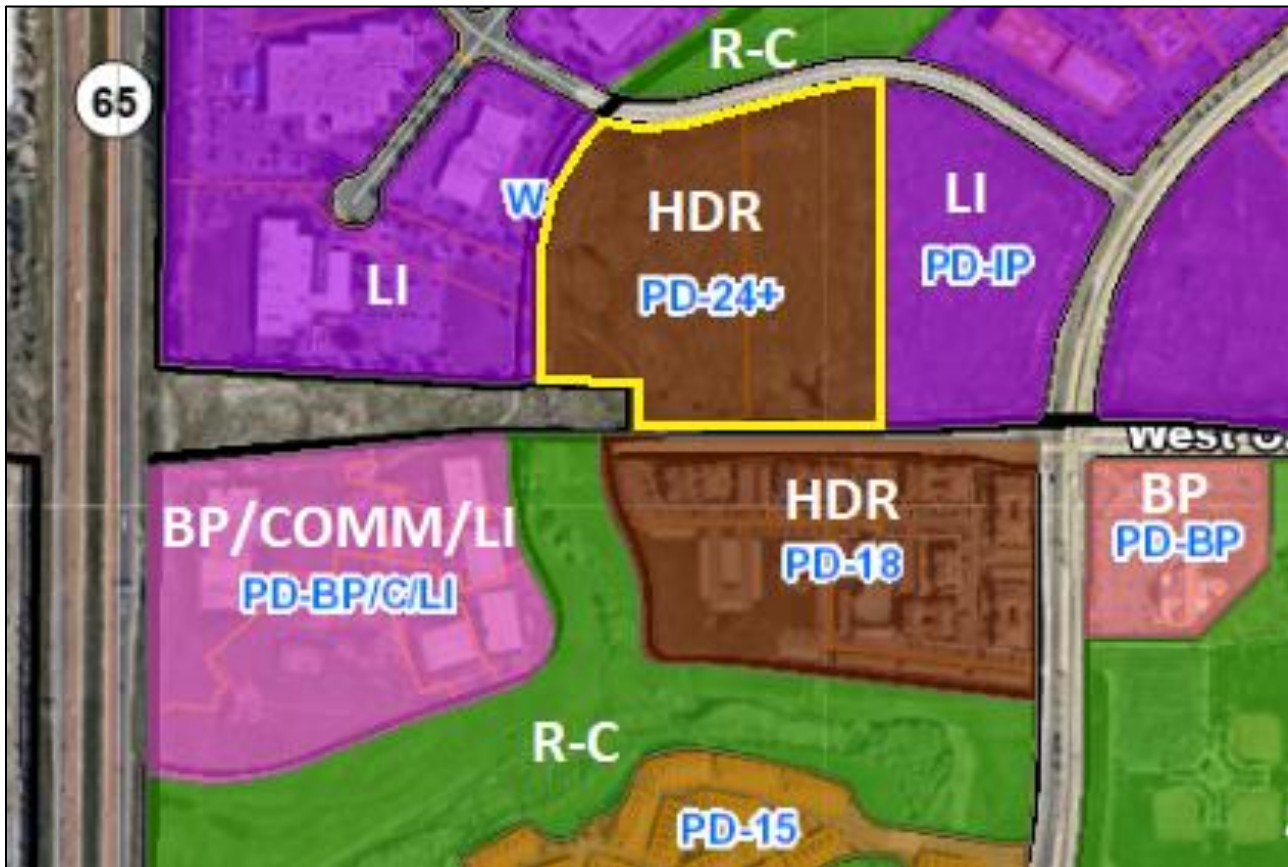 R-C
65
W
HDR
PD-24+
LI
PD-IP
LI
West O
BP/COMM/LI
PD-BP/C/LI
HDR
PD-18
BP
PD-BP
R-C
PD-15